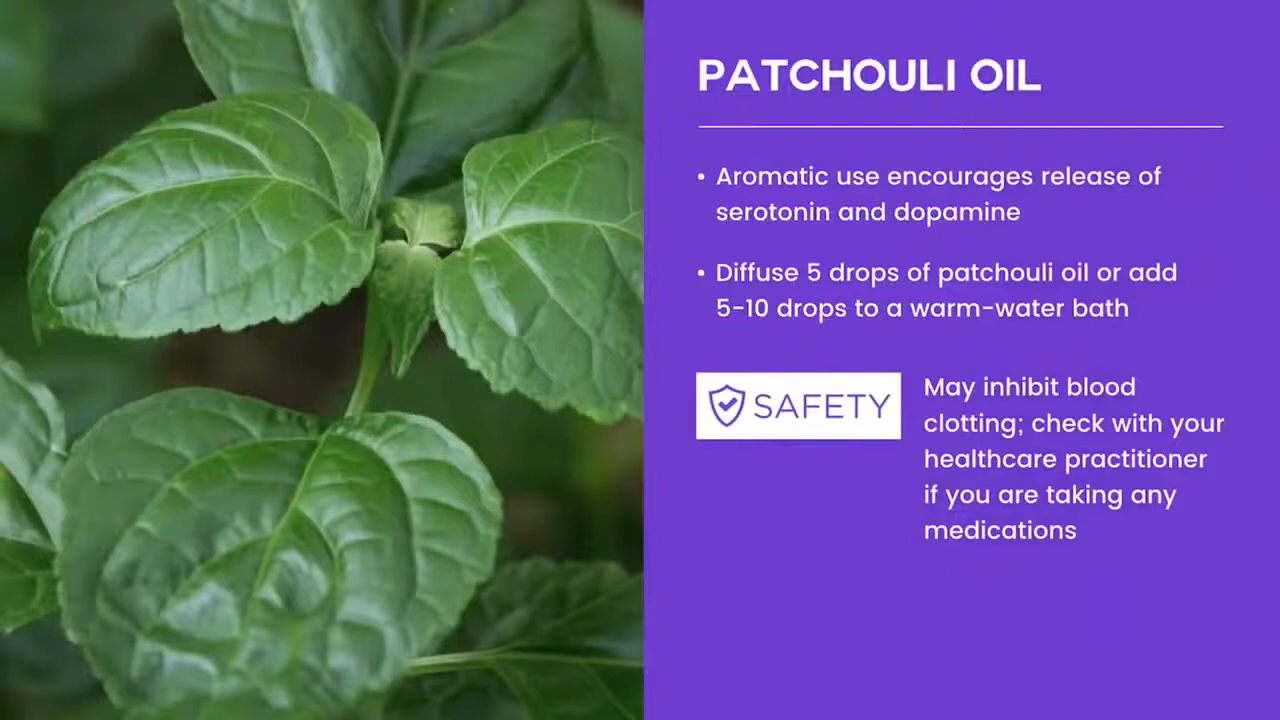 PATCHOULI OIL
• Aromatic use encourages release of
serotonin and dopamine
• Diffuse 5 drops of patchouli oil or add
5-10 drops to a warm-water bath
SAFETY
May inhibit blood
clotting; check with your
healthcare practitioner
if you are taking any
medications